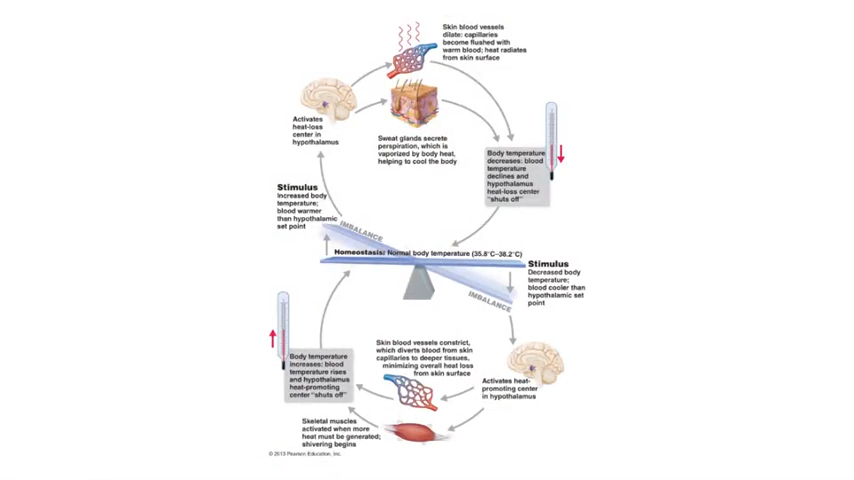 Skin blood vessels
dilate: capillaries
become flushed with
warm blood; heat radiates
from skin surface
Activates
heat-loss
center in
hypothalamus
Sweat glands secrete
perspiration, which is
vaporized by body heat,
helping to cool the body
Body temperature
decreases: blood
temperature
declines and
hypothalamus
heat-loss center
"shuts off"
Stimulus
Increased body
temperature;
blood warmer
than hypothalamic
set point
IMBALANCE
Homeostasis: Normal body temperature (35.8°C–38.2°C)
Stimulus
Decreased body
temperature;
blood cooler than
hypothalamic set
point
IMBALANCE
Skin blood vessels constrict,
which diverts blood from skin
capillaries to deeper tissues,
minimizing overall heat loss
from skin surface
Body temperature
increases: blood
temperature rises
and hypothalamus
heat-promoting
center "shuts off"
Activates heat-
promoting center
in hypothalamus
Skeletal muscles
activated when more
heat must be generated;
shivering begins
© 2013 Pearson Education, Inc.